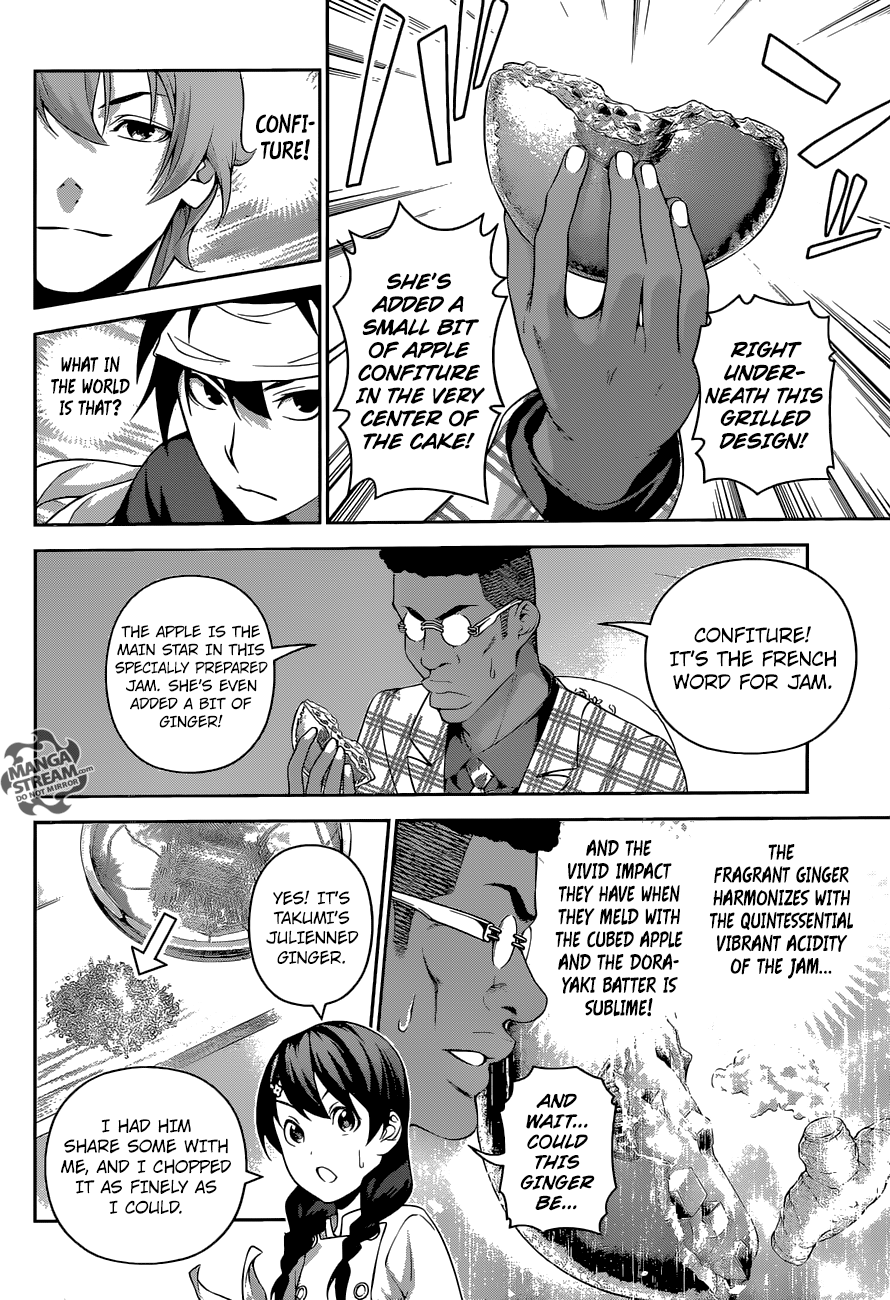 RIGHT
UNDER-
NEATH THIS
GRILLED
DESIGN!
SHE'S
ADDED A
SMALL BIT
OF APPLE
CONFITURE
IN THE VERY
CENTER OF
THE CAKE!
CONFI-
TURE!
WHAT IN
THE WORLD
IS THAT?
CONFITURE!
IT'S THE FRENCH
WORD FOR JAM.
THE APPLE IS THE
MAIN STAR IN THIS
SPECIALLY PREPARED
JAM. SHE'S EVEN
ADDED A BIT OF
GINGER!
MANGA
STREAM.com
DO NOT MIRROR
THE
FRAGRANT GINGER
HARMONIZES WITH
THE QUINTESSENTIAL
VIBRANT ACIDITY
OF THE JAM...
AND THE
VIVID IMPACT
THEY HAVE WHEN
THEY MELD WITH
THE CUBED APPLE
AND THE DORA-
YAKI BATTER IS
SUBLIME!
AND
WAIT...
COULD
THIS
GINGER
BE...
YES! IT'S
TAKUMI'S
JULIENNED
GINGER.
I HAD HIM
SHARE SOME WITH
ME, AND I CHOPPED
IT AS FINELY AS
I COULD.